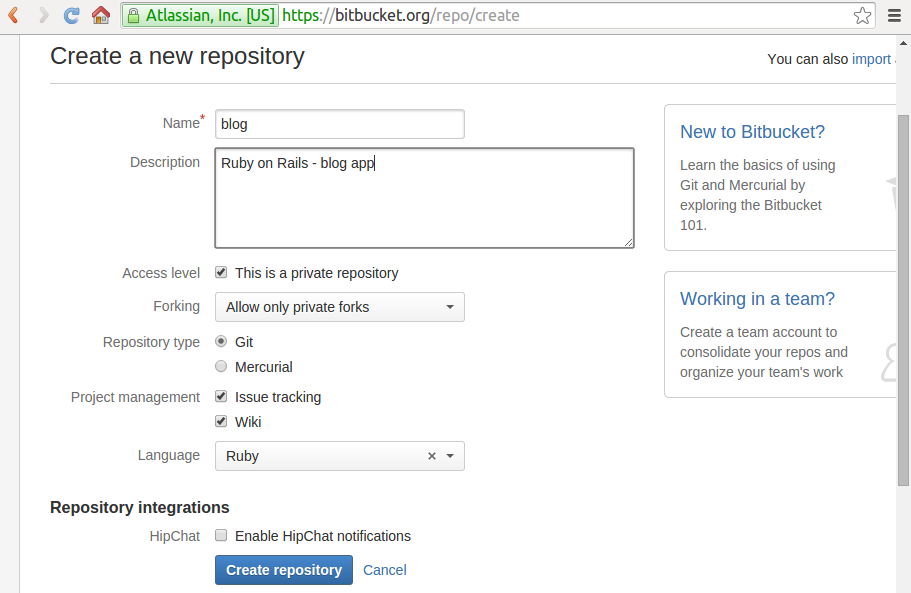 Atlassian, Inc. [US] https://bitbucket.org/repo/create
Create a new repository
You can also import
Name*
blog
Description
Ruby on Rails - blog app
Access level
This is a private repository
Forking
Allow only private forks
Repository type
Git
Mercurial
Project management
Issue tracking
Wiki
Language
Ruby
Repository integrations
HipChat
Enable HipChat notifications
Create repository
Cancel
New to Bitbucket?
Learn the basics of using
Git and Mercurial by
exploring the Bitbucket
101.
Working in a team?
Create a team account to
consolidate your repos and
organize your team's work